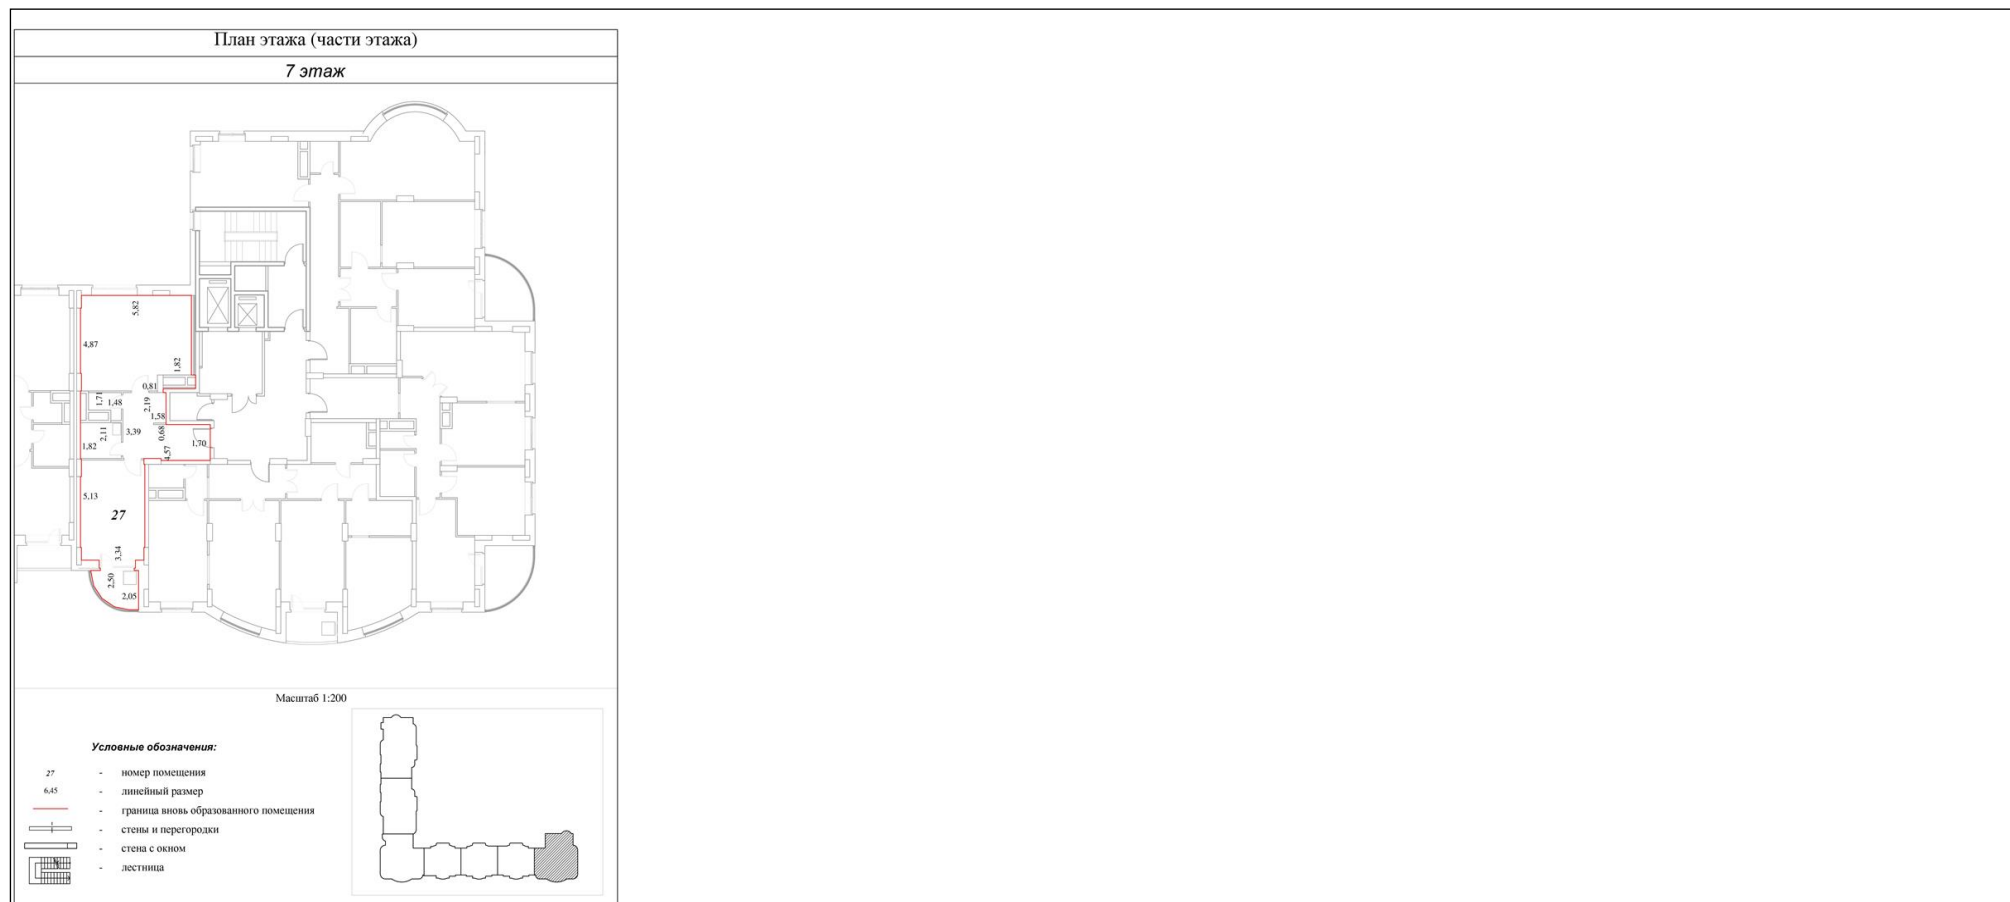 План этажа (части этажа)
7 этаж
5,82
4,87
1,82
0,81
1,71
1,48
2,19
1,58
2,11
3,39
0,68
1,82
1,70
4,57
5,13
27
3,34
2,50
2,05
Масштаб 1:200
Условные обозначения:
27 - номер помещения
6,45 - линейный размер
- граница вновь образованного помещения
- стены и перегородки
- стена с окном
- лестница